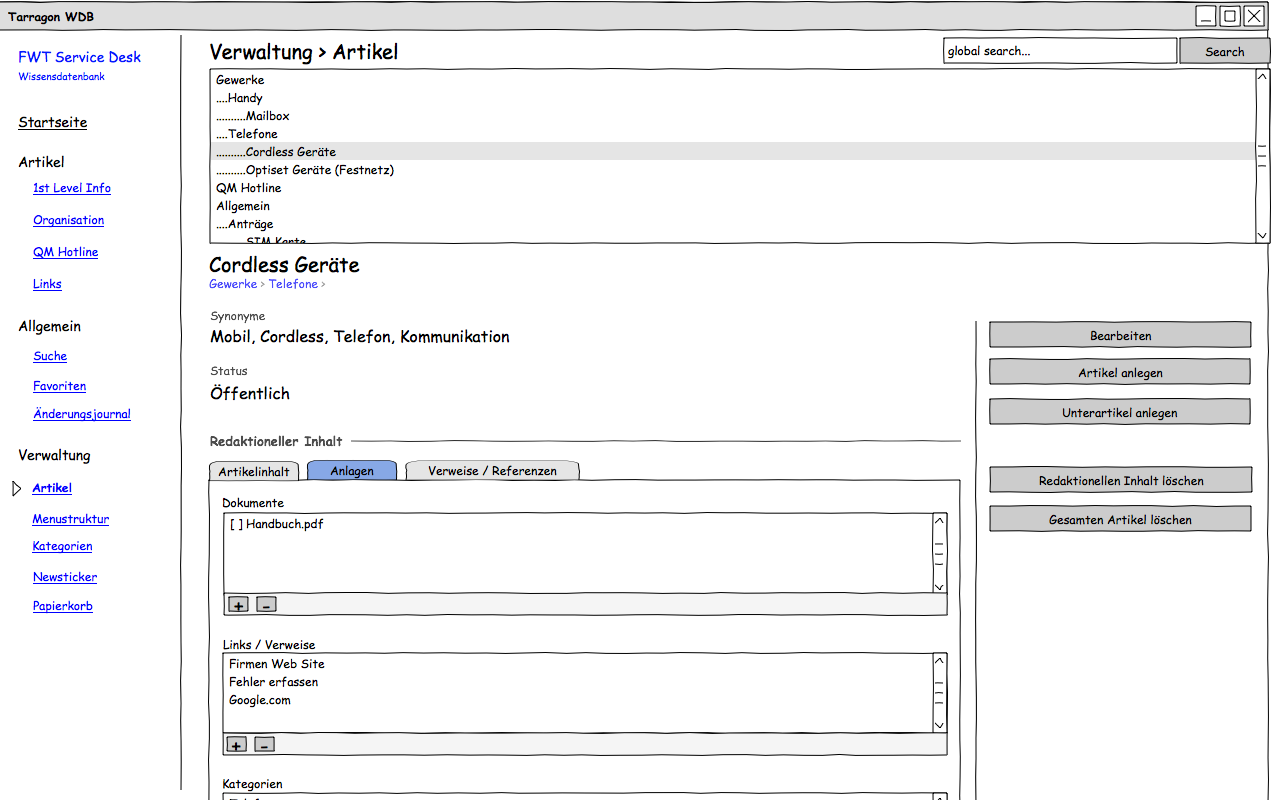 Tarragon WDB
FWT Service Desk
Wissensdatenbank
Startseite
Artikel
1st Level Info
Organisation
QM Hotline
Links
Allgemein
Suche
Favoriten
Änderungsjournal
Verwaltung
Artikel
Menustruktur
Kategorien
Newsticker
Papierkorb
Verwaltung > Artikel
global search...
Search
Gewerke
....Handy
..........Mailbox
....Telefone
..........Cordless Geräte
..........Optiset Geräte (Festnetz)
QM Hotline
Allgemein
....Anträge
..........SIM Karte
Cordless Geräte
Gewerke > Telefone >
Synonyme
Mobil, Cordless, Telefon, Kommunikation
Status
Öffentlich
Redaktioneller Inhalt
Artikelinhalt
Anlagen
Verweise / Referenzen
Dokumente
[ ] Handbuch.pdf
+ -
Links / Verweise
Firmen Web Site
Fehler erfassen
Google.com
+ -
Kategorien
Bearbeiten
Artikel anlegen
Unterartikel anlegen
Redaktionellen Inhalt löschen
Gesamten Artikel löschen